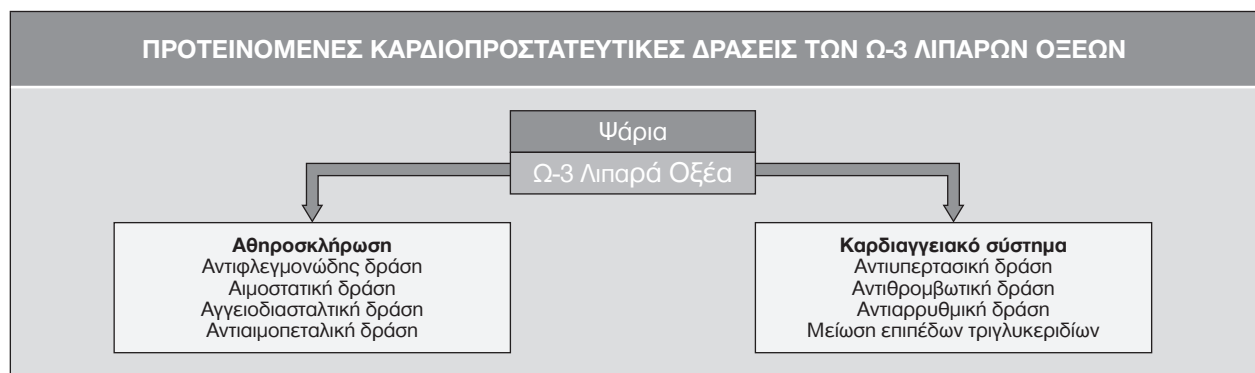 ΠΡΟΤΕΙΝΟΜΕΝΕΣ ΚΑΡΔΙΟΠΡΟΣΤΑΤΕΥΤΙΚΕΣ ΔΡΑΣΕΙΣ ΤΩΝ Ω-3 ΛΙΠΑΡΩΝ ΟΞΕΩΝ
Ψάρια
Ω-3 Λιπαρά Οξέα
Αθηροσκλήρωση
Αντιφλεγμονώδης δράση
Αιμοστατική δράση
Αγγειοδιασταλτική δράση
Αντιαιμοπεταλική δράση
Καρδιαγγειακό σύστημα
Αντιυπερτασική δράση
Αντιθρομβωτική δράση
Αντιαρρυθμική δράση
Μείωση επιπέδων τριγλυκεριδίων